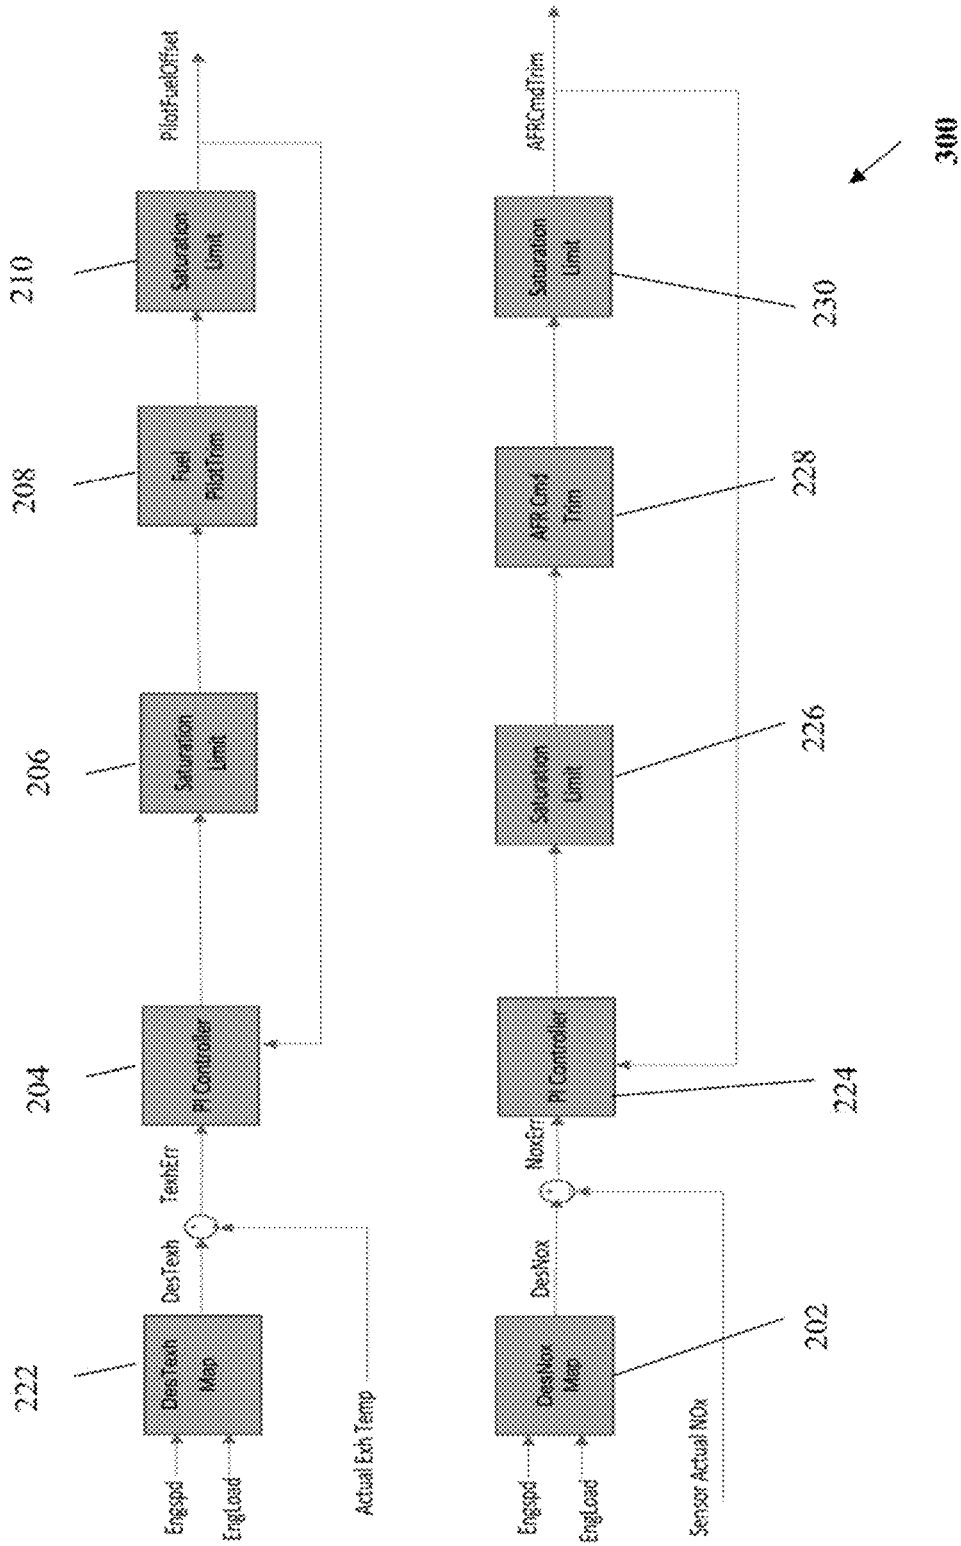 Engspd
EngLoad
222
DesTexh
Map
DesTexh
Actual Exh Temp
-
TexhErr
204
PI Controller
206
Saturation
Limit
208
Fuel
PilotTrim
210
Saturation
Limit
PilotFuelOffset
Engspd
EngLoad
DesNox
Map
202
DesNox
Sensor Actual NOx
-
NoxErr
PI Controller
224
Saturation
Limit
226
AFR Cmd
Trim
228
Saturation
Limit
230
AFRCmdTrim
300